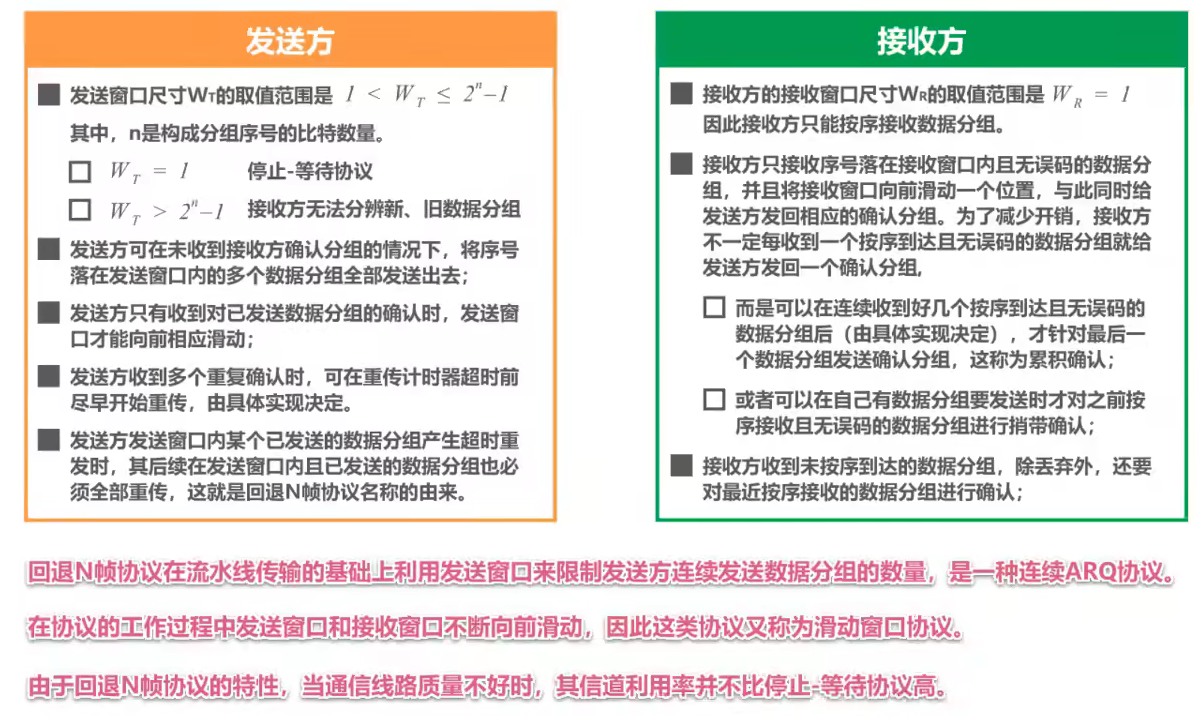 发送方
发送窗口尺寸WT的取值范围是 1 < W_T ≤ 2^n-1
其中，n是构成分组序号的比特数量。
W_T = 1 停止-等待协议
W_T > 2^n-1 接收方无法分辨新、旧数据分组
发送方可在未收到接收方确认分组的情况下，将序号
落在发送窗口内的多个数据分组全部发送出去；
发送方只有收到对已发送数据分组的确认时，发送窗
口才能向前相应滑动；
发送方收到多个重复确认时，可在重传计时器超时前
尽早开始重传，由具体实现决定。
发送方发送窗口内某个已发送的数据分组产生超时重
发时，其后续在发送窗口内且已发送的数据分组也必
须全部重传，这就是回退N帧协议名称的由来。
接收方
接收方的接收窗口尺寸WR的取值范围是 W_R = 1
因此接收方只能按序接收数据分组。
接收方只接收序号落在接收窗口内且无误码的数据分
组，并且将接收窗口向前滑动一个位置，与此同时给
发送方发回相应的确认分组。为了减少开销，接收方
不一定每收到一个按序到达且无误码的数据分组就给
发送方发回一个确认分组，
而是可以在连续收到好几个按序到达且无误码的
数据分组后（由具体实现决定），才针对最后一
个数据分组发送确认分组，这称为累积确认；
或者可以在自己有数据分组要发送时才对之前按
序接收且无误码的数据分组进行捎带确认；
接收方收到未按序到达的数据分组，除丢弃外，还要
对最近按序接收的数据分组进行确认；
回退N帧协议在流水线传输的基础上利用发送窗口来限制发送方连续发送数据分组的数量，是一种连续ARQ协议。
在协议的工作过程中发送窗口和接收窗口不断向前滑动，因此这类协议又称为滑动窗口协议。
由于回退N帧协议的特性，当通信线路质量不好时，其信道利用率并不比停止-等待协议高。